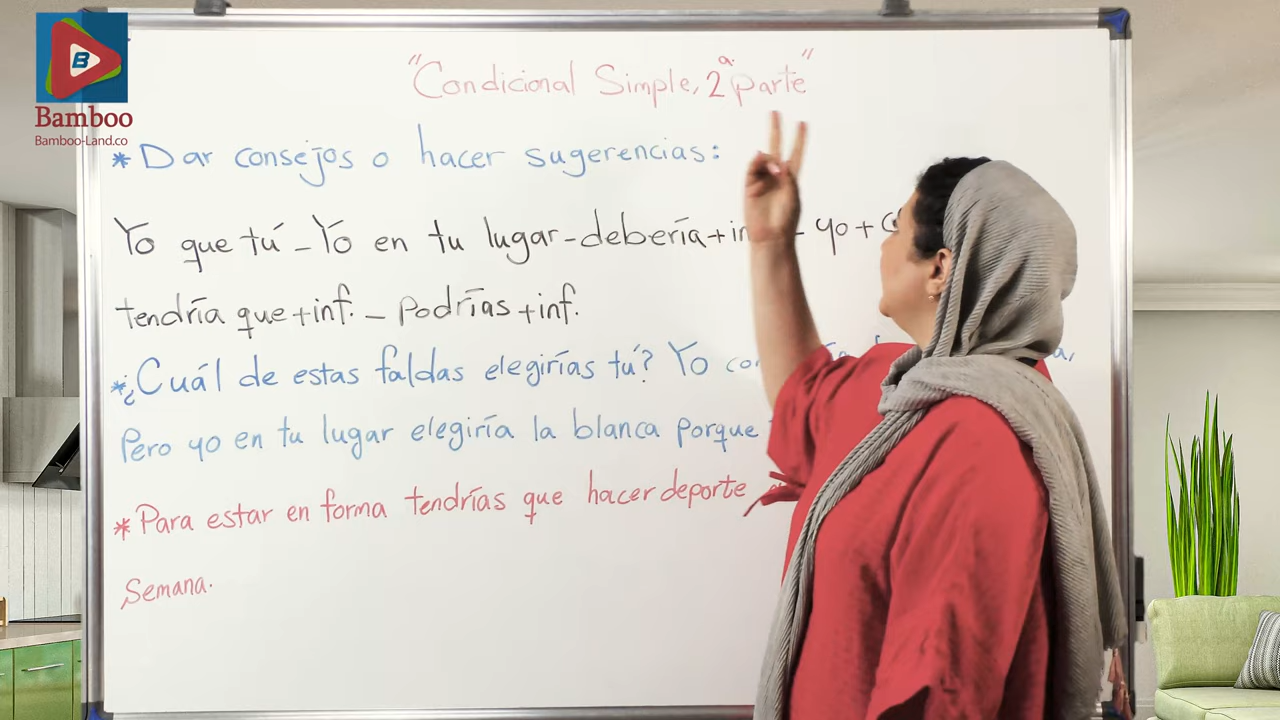 B
Bamboo
Bamboo-Land.co
"Condicional Simple, 2ª parte"
* Dar consejos o hacer sugerencias:
Yo que tú - Yo en tu lugar - debería + in - yo + c
tendría que + inf. - Podrías + inf.
* ¿Cuál de estas faldas elegirías tú? Yo
Pero yo en tu lugar elegiría la blanca porque
* Para estar en forma tendrías que hacer deporte
Semana.